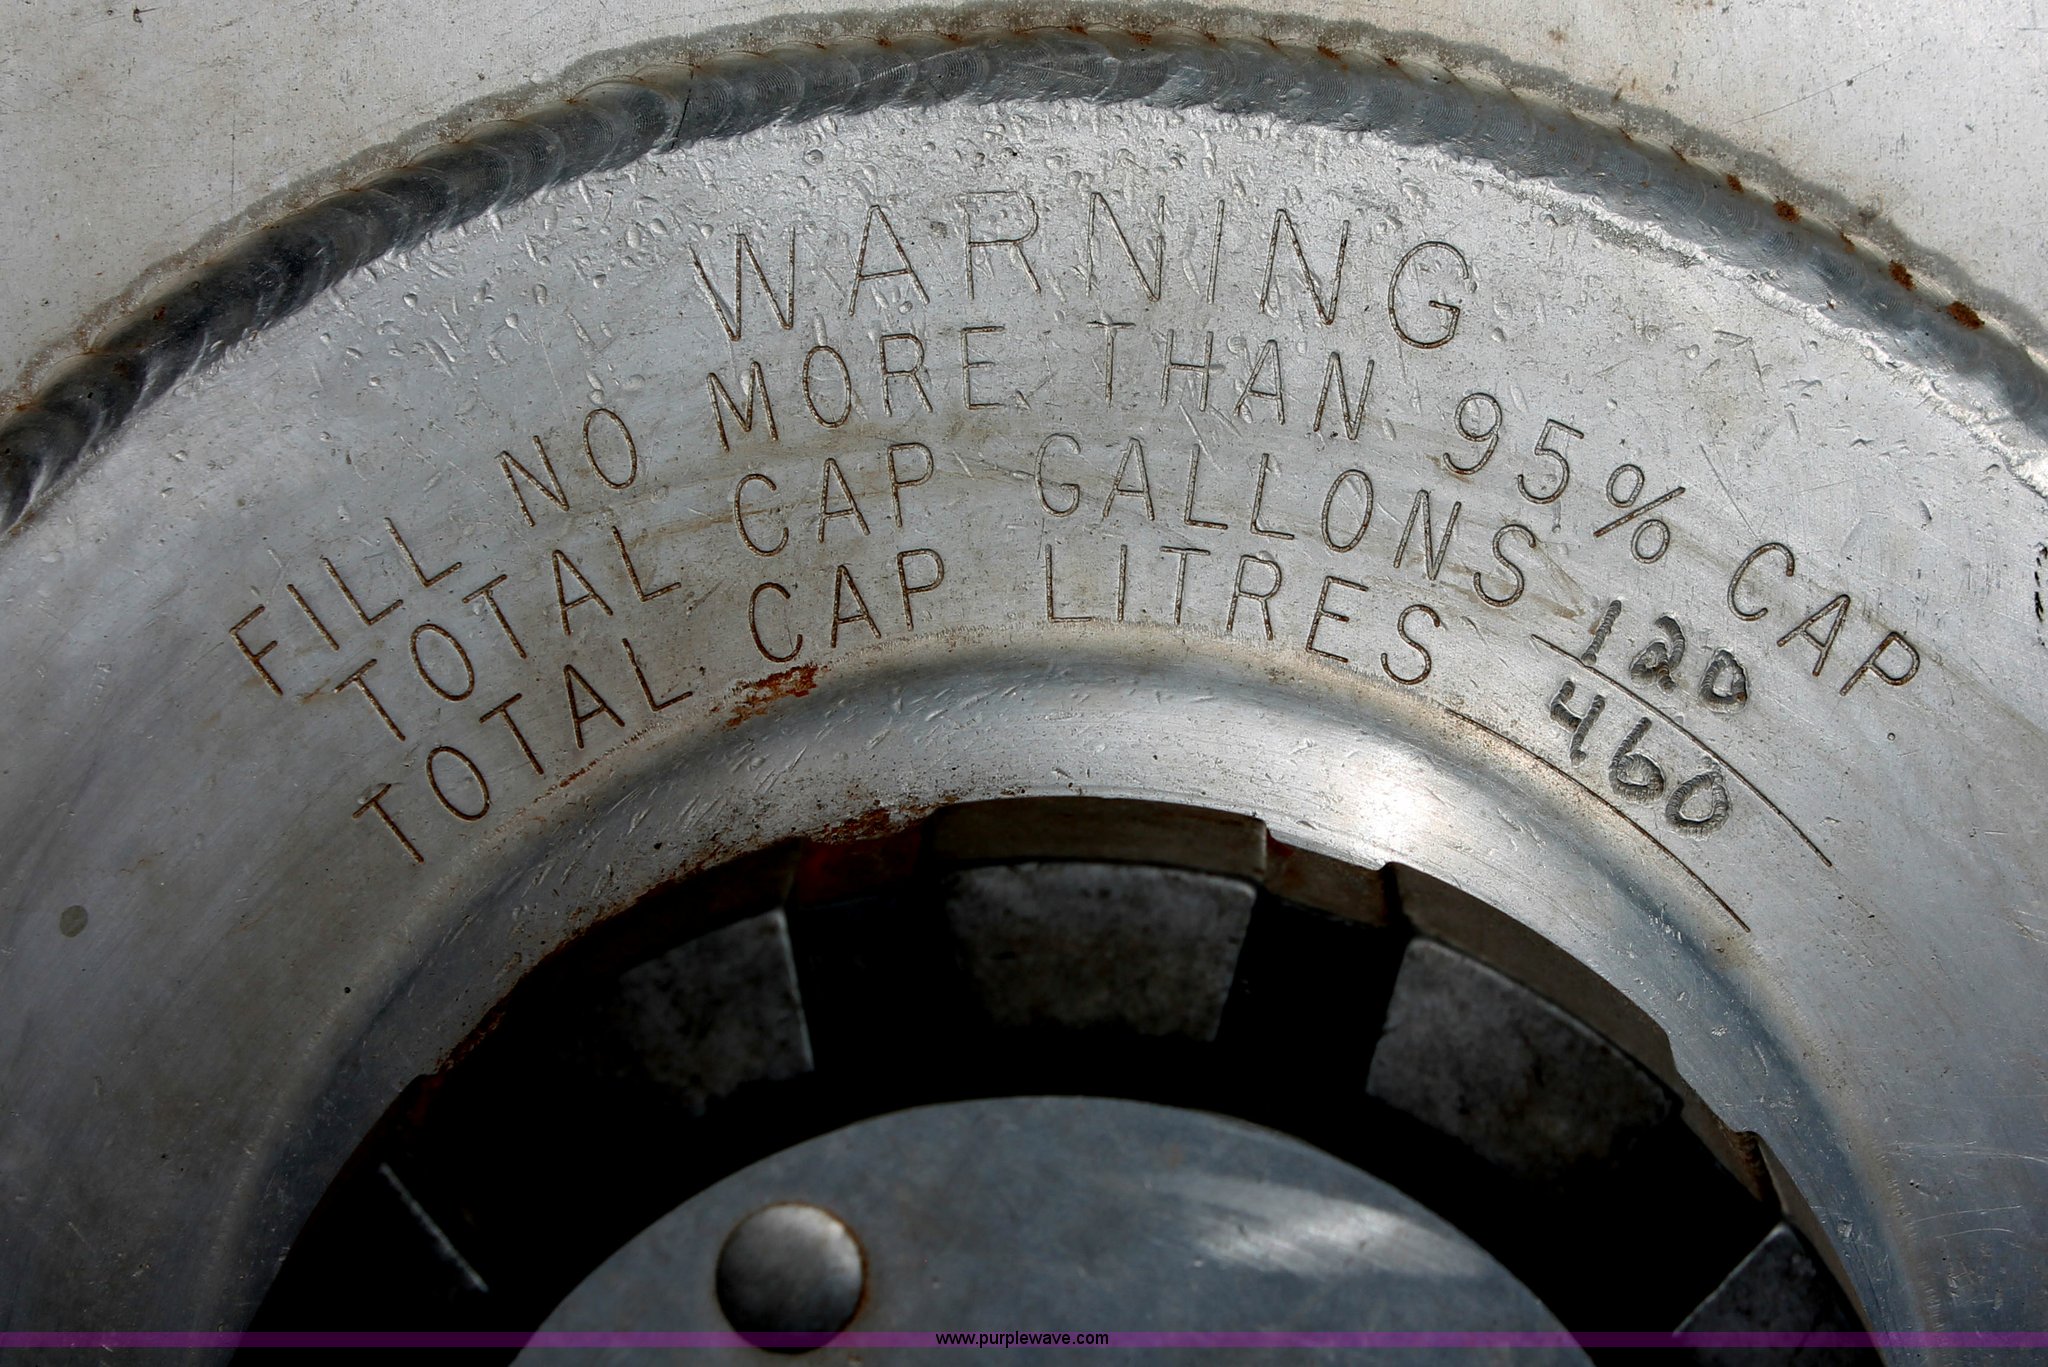 WARNING
FILL NO MORE THAN 95% CAP
TOTAL CAP GALLONS 120
TOTAL CAP LITRES 460
www.purplewave.com